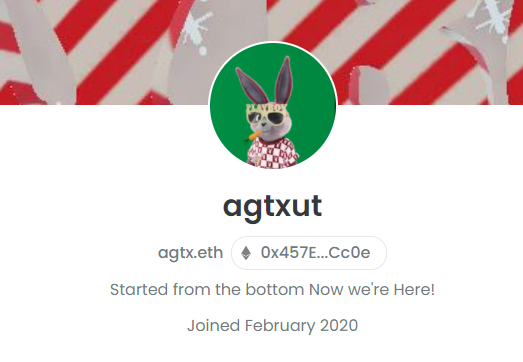 agtxut
agtx.eth 0x457E...Cc0e
Started from the bottom Now we're Here!
Joined February 2020